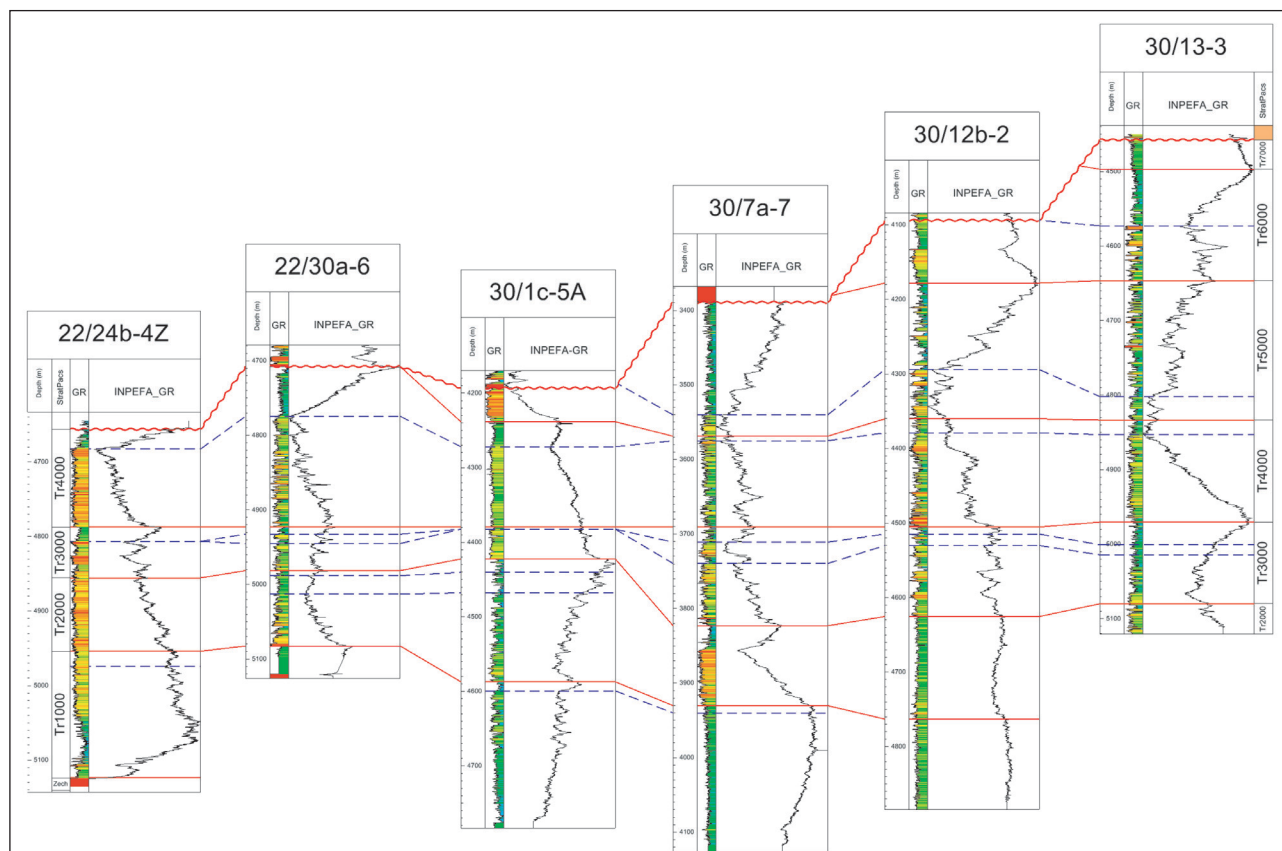 22/24b-4Z
Depth (m)
StratPacs
GR
INPEFA_GR
4700
4800
4900
5000
5100
Tr4000
Tr3000
Tr2000
Tr1000
Zech
22/30a-6
Depth (m)
GR
INPEFA_GR
4700
4800
4900
5000
5100
30/1c-5A
Depth (m)
GR
INPEFA-GR
4200
4300
4400
4500
4600
4700
30/7a-7
Depth (m)
GR
INPEFA_GR
3400
3500
3600
3700
3800
3900
4000
4100
30/12b-2
Depth (m)
GR
INPEFA_GR
4100
4200
4300
4400
4500
4600
4700
4800
30/13-3
Depth (m)
GR
INPEFA_GR
StratPacs
4500
4600
4700
4800
4900
5000
5100
Tr7000
Tr6000
Tr5000
Tr4000
Tr3000
Tr2000